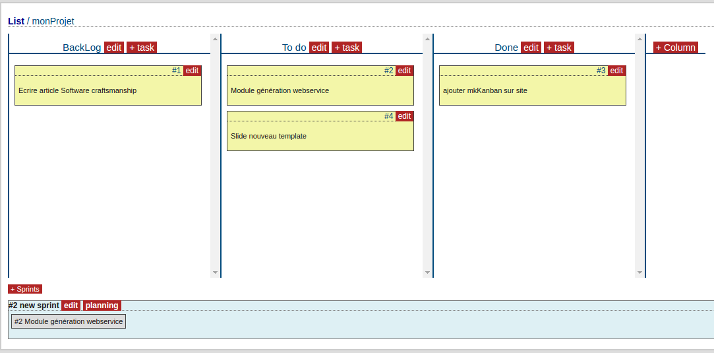 List / monProjet
BackLog edit + task
To do edit + task
Done edit + task
+ Column
#1 edit
Ecrire article Software craftsmanship
#2 edit
Module génération webservice
#3 edit
ajouter mkKanban sur site
#4 edit
Slide nouveau template
+ Sprints
#2 new sprint edit planning
#2 Module génération webservice